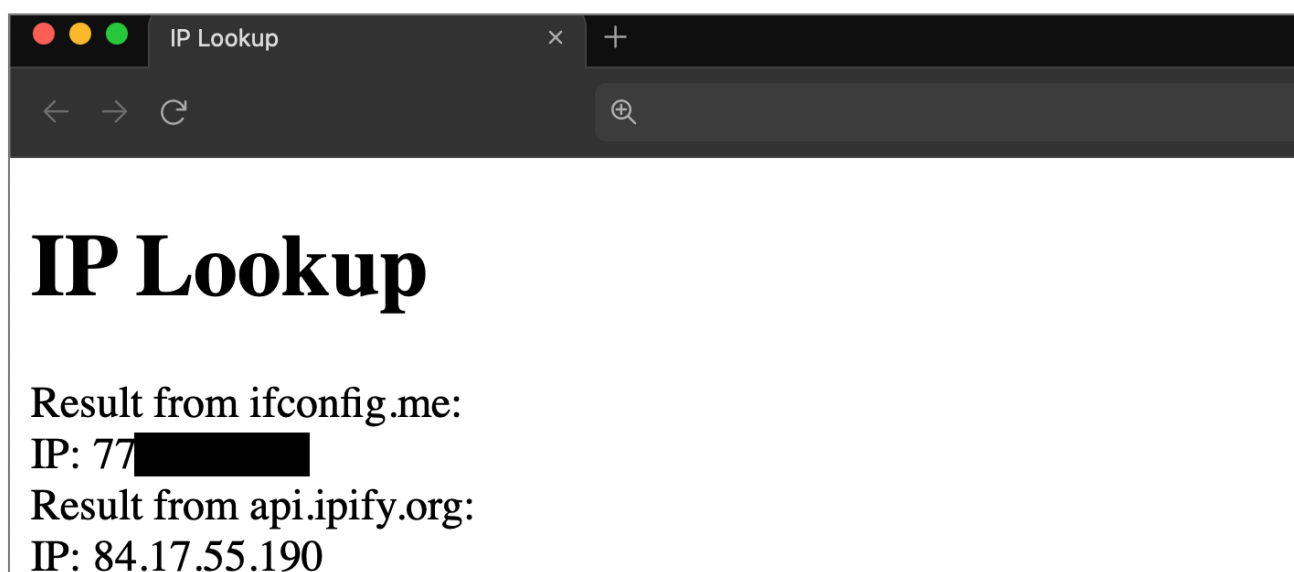 IP Lookup
IP Lookup
Result from ifconfig.me:
IP: 77
Result from api.ipify.org:
IP: 84.17.55.190